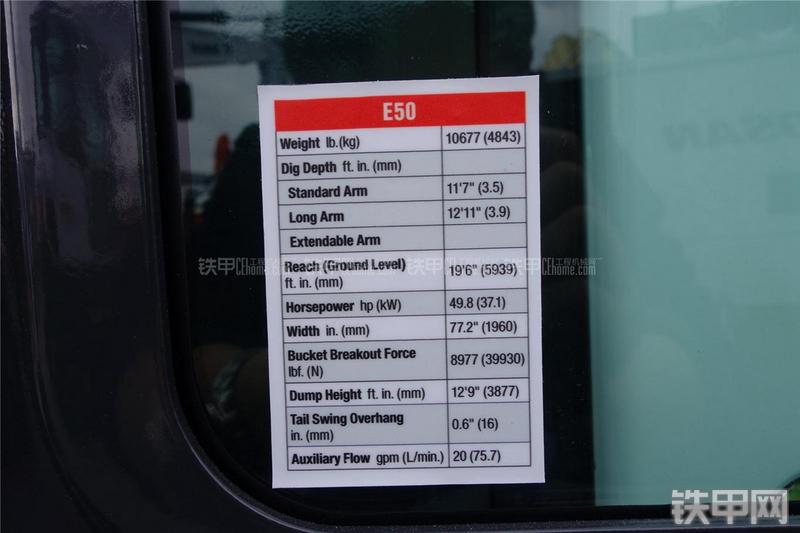 E50
Weight lb.(kg) 10677 (4843)
Dig Depth ft. in. (mm)
Standard Arm 11'7" (3.5)
Long Arm 12'11" (3.9)
Extendable Arm
Reach (Ground Level)
ft. in. (mm) 19'6" (5939)
Horsepower hp (kW) 49.8 (37.1)
Width in. (mm) 77.2" (1960)
Bucket Breakout Force
lbf. (N) 8977 (39930)
Dump Height ft. in. (mm) 12'9" (3877)
Tail Swing Overhang
in. (mm) 0.6" (16)
Auxiliary Flow gpm (L/min.) 20 (75.7)
铁甲网